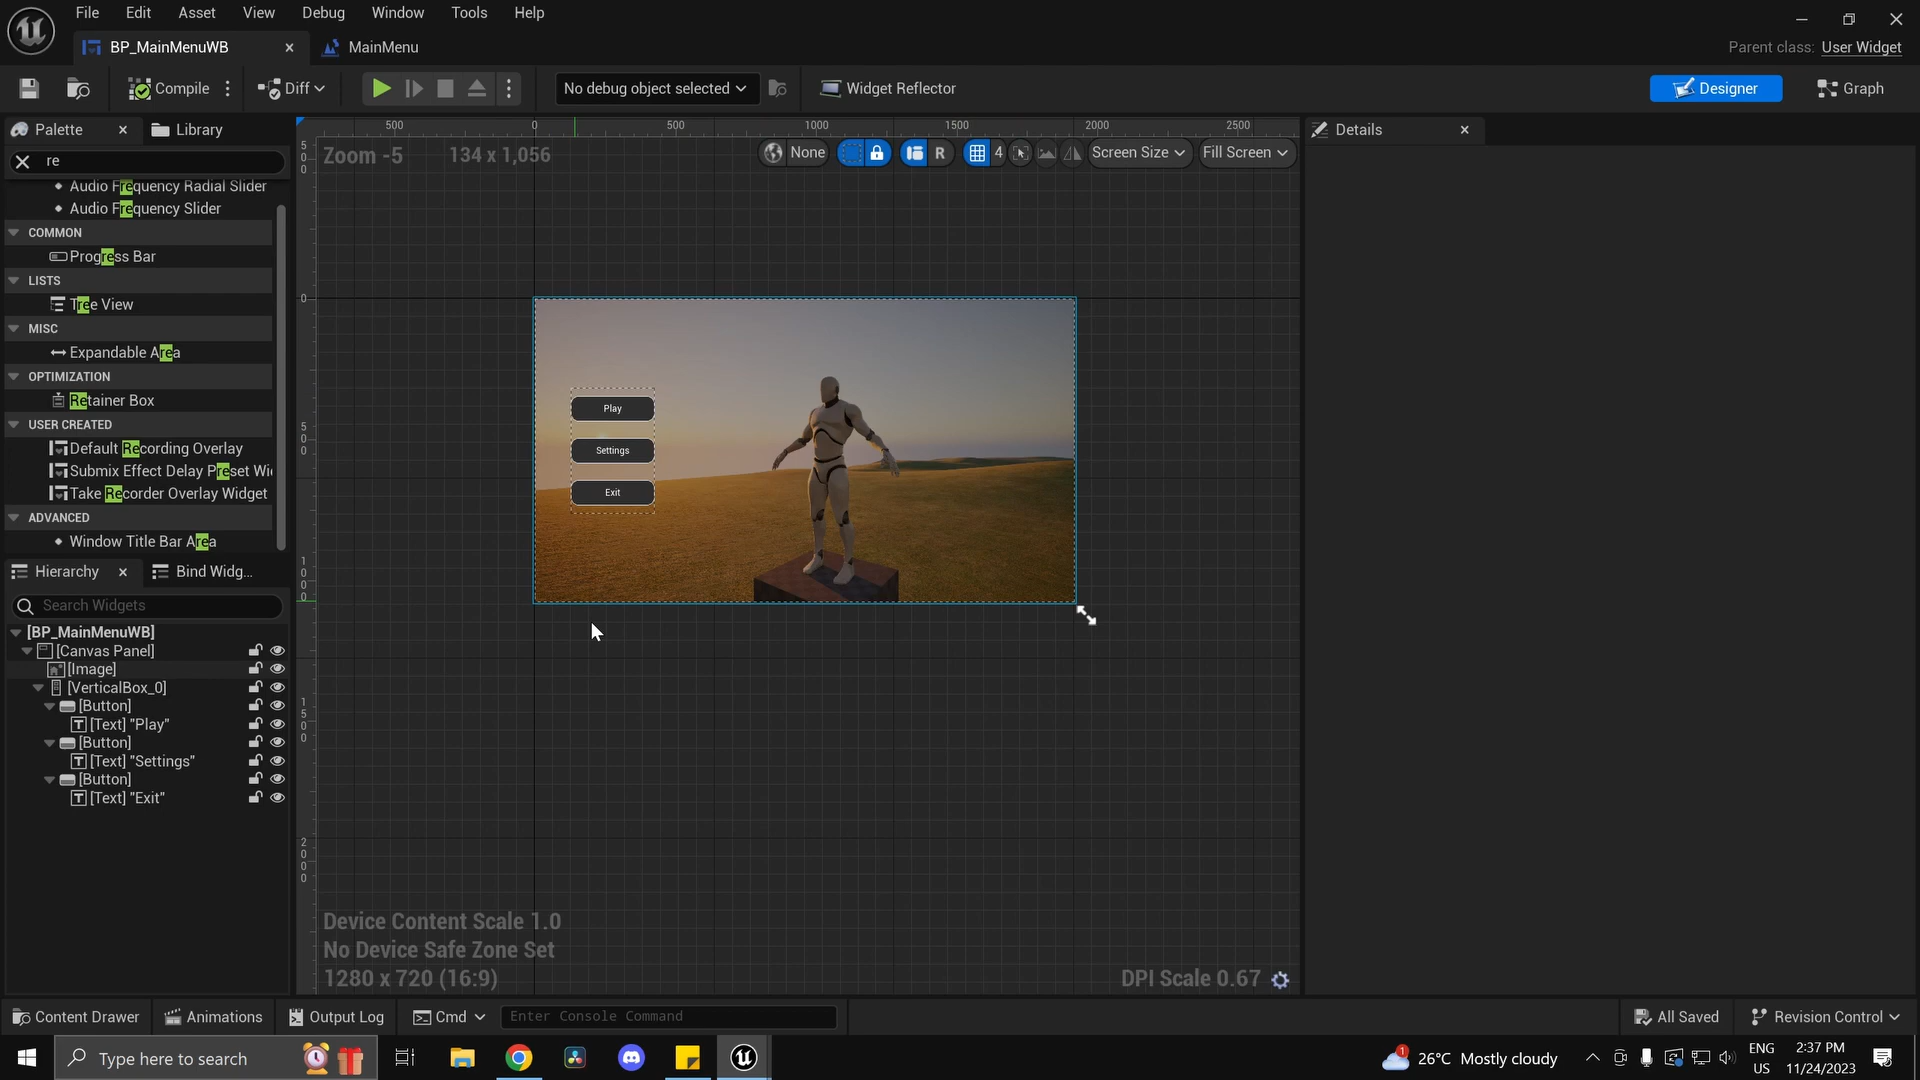 File Edit Asset View Debug Window Tools Help
BP_MainMenuWB MainMenu Parent class: User Widget
Compile Diff No debug object selected Widget Reflector Designer Graph
Palette Library Details
re
Audio Frequency Radial Slider
Audio Frequency Slider
COMMON
Progress Bar
LISTS
Tree View
MISC
Expandable Area
OPTIMIZATION
Retainer Box
USER CREATED
Default Recording Overlay
Submix Effect Delay Preset Wi
Take Recorder Overlay Widget
ADVANCED
Window Title Bar Area
Hierarchy Bind Widg...
Search Widgets
[BP_MainMenuWB]
[Canvas Panel]
[Image]
[VerticalBox_0]
[Button]
[Text] "Play"
[Button]
[Text] "Settings"
[Button]
[Text] "Exit"
500 0 500 1000 1500 2000 2500
Zoom -5 134 x 1,056 None R 4 Screen Size Fill Screen
500
0
500
1000
1500
2000
Play
Settings
Exit
Device Content Scale 1.0
No Device Safe Zone Set
1280 x 720 (16:9) DPI Scale 0.67
Content Drawer Animations Output Log Cmd Enter Console Command All Saved Revision Control
Type here to search 1 26°C Mostly cloudy ENG 2:37 PM
US 11/24/2023